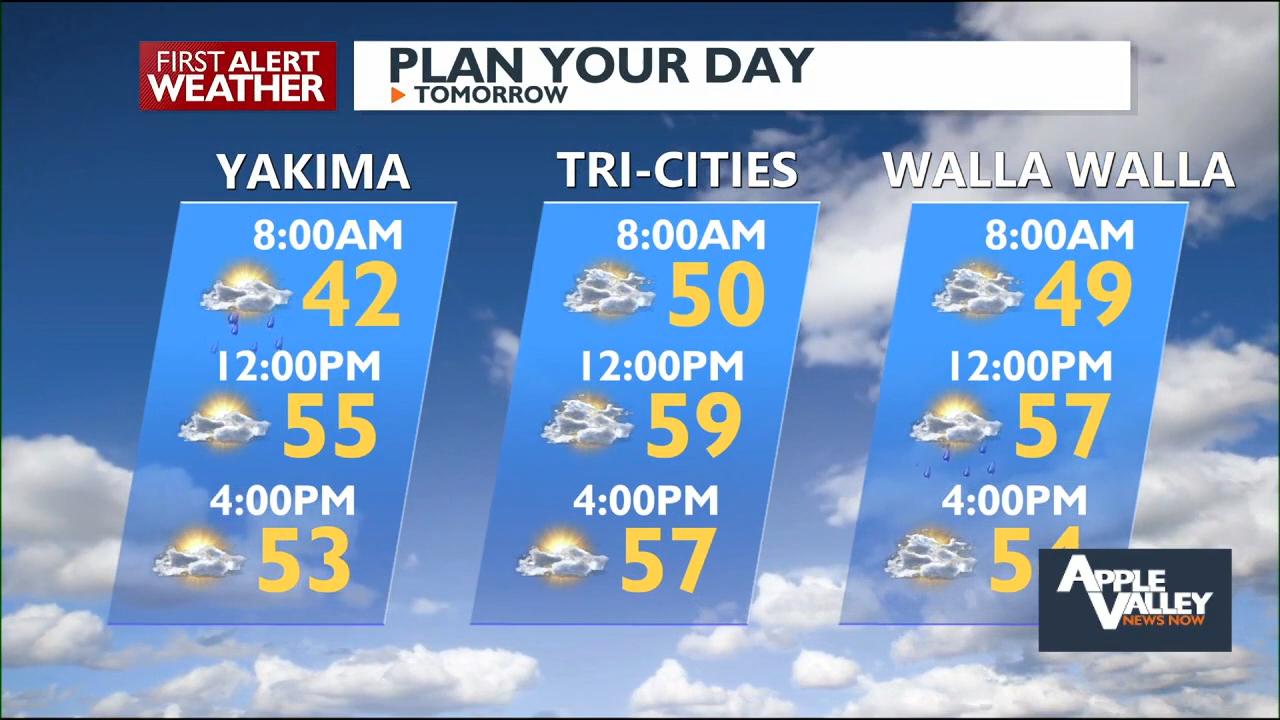 FIRST ALERT
WEATHER
PLAN YOUR DAY
TOMORROW
YAKIMA
8:00AM
42
12:00PM
55
4:00PM
53
TRI-CITIES
8:00AM
50
12:00PM
59
4:00PM
57
WALLA WALLA
8:00AM
49
12:00PM
57
4:00PM
54
APPLE
VALLEY
NEWS NOW